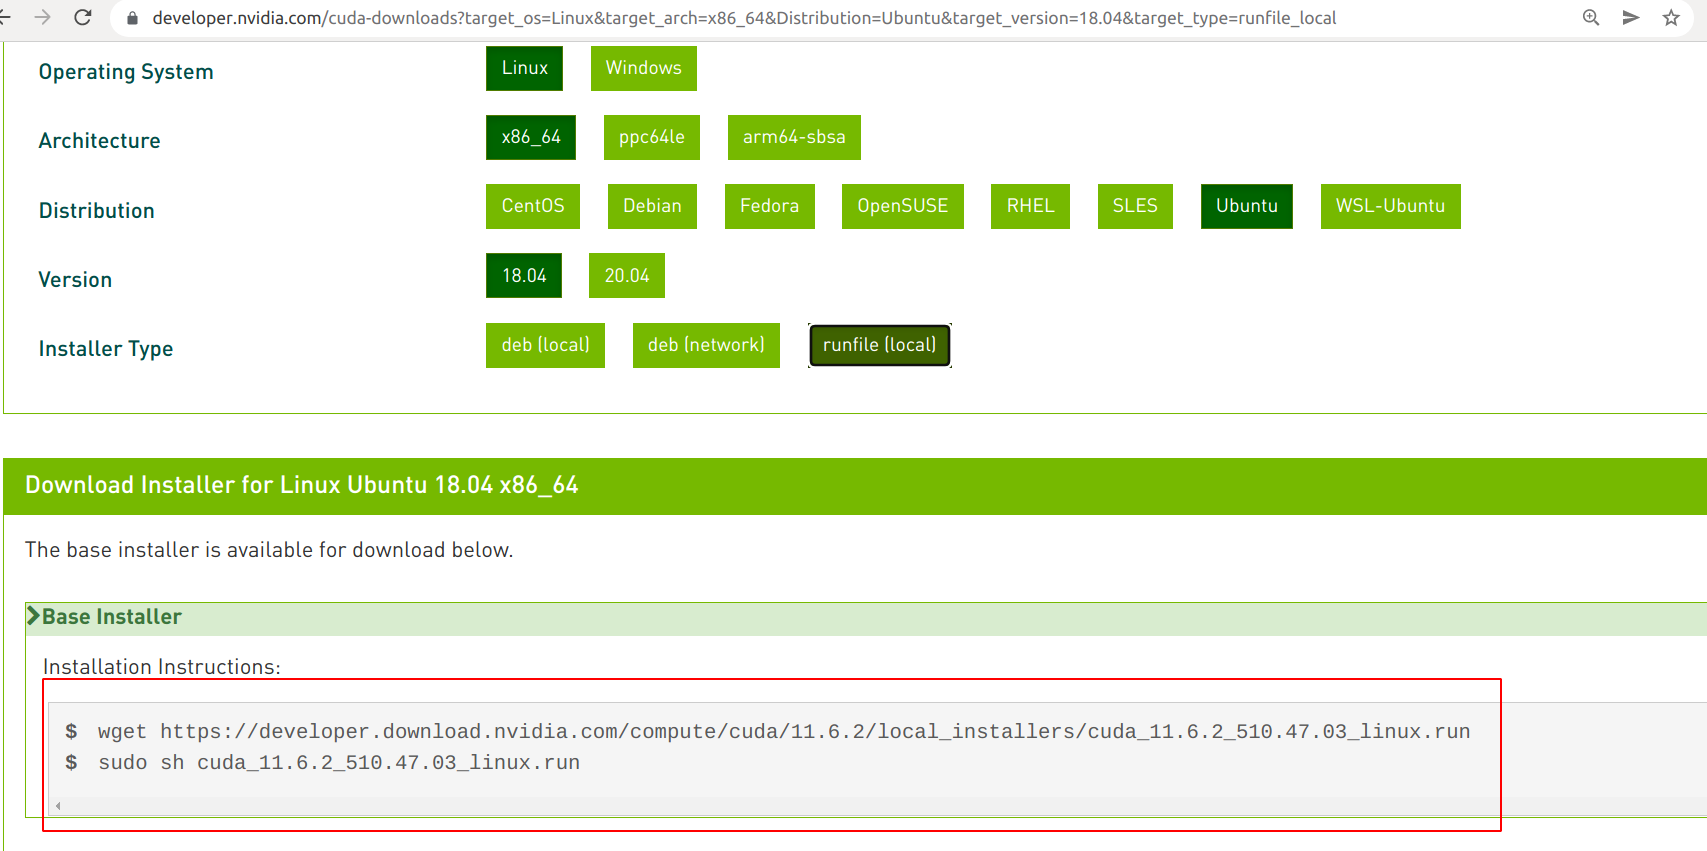 developer.nvidia.com/cuda-downloads?target_os=Linux&target_arch=x86_64&Distribution=Ubuntu&target_version=18.04&target_type=runfile_local
Operating System Linux Windows
Architecture x86_64 ppc64le arm64-sbsa
Distribution CentOS Debian Fedora OpenSUSE RHEL SLES Ubuntu WSL-Ubuntu
Version 18.04 20.04
Installer Type deb (local) deb (network) runfile (local)
Download Installer for Linux Ubuntu 18.04 x86_64
The base installer is available for download below.
Base Installer
Installation Instructions:
$ wget https://developer.download.nvidia.com/compute/cuda/11.6.2/local_installers/cuda_11.6.2_510.47.03_linux.run
$ sudo sh cuda_11.6.2_510.47.03_linux.run